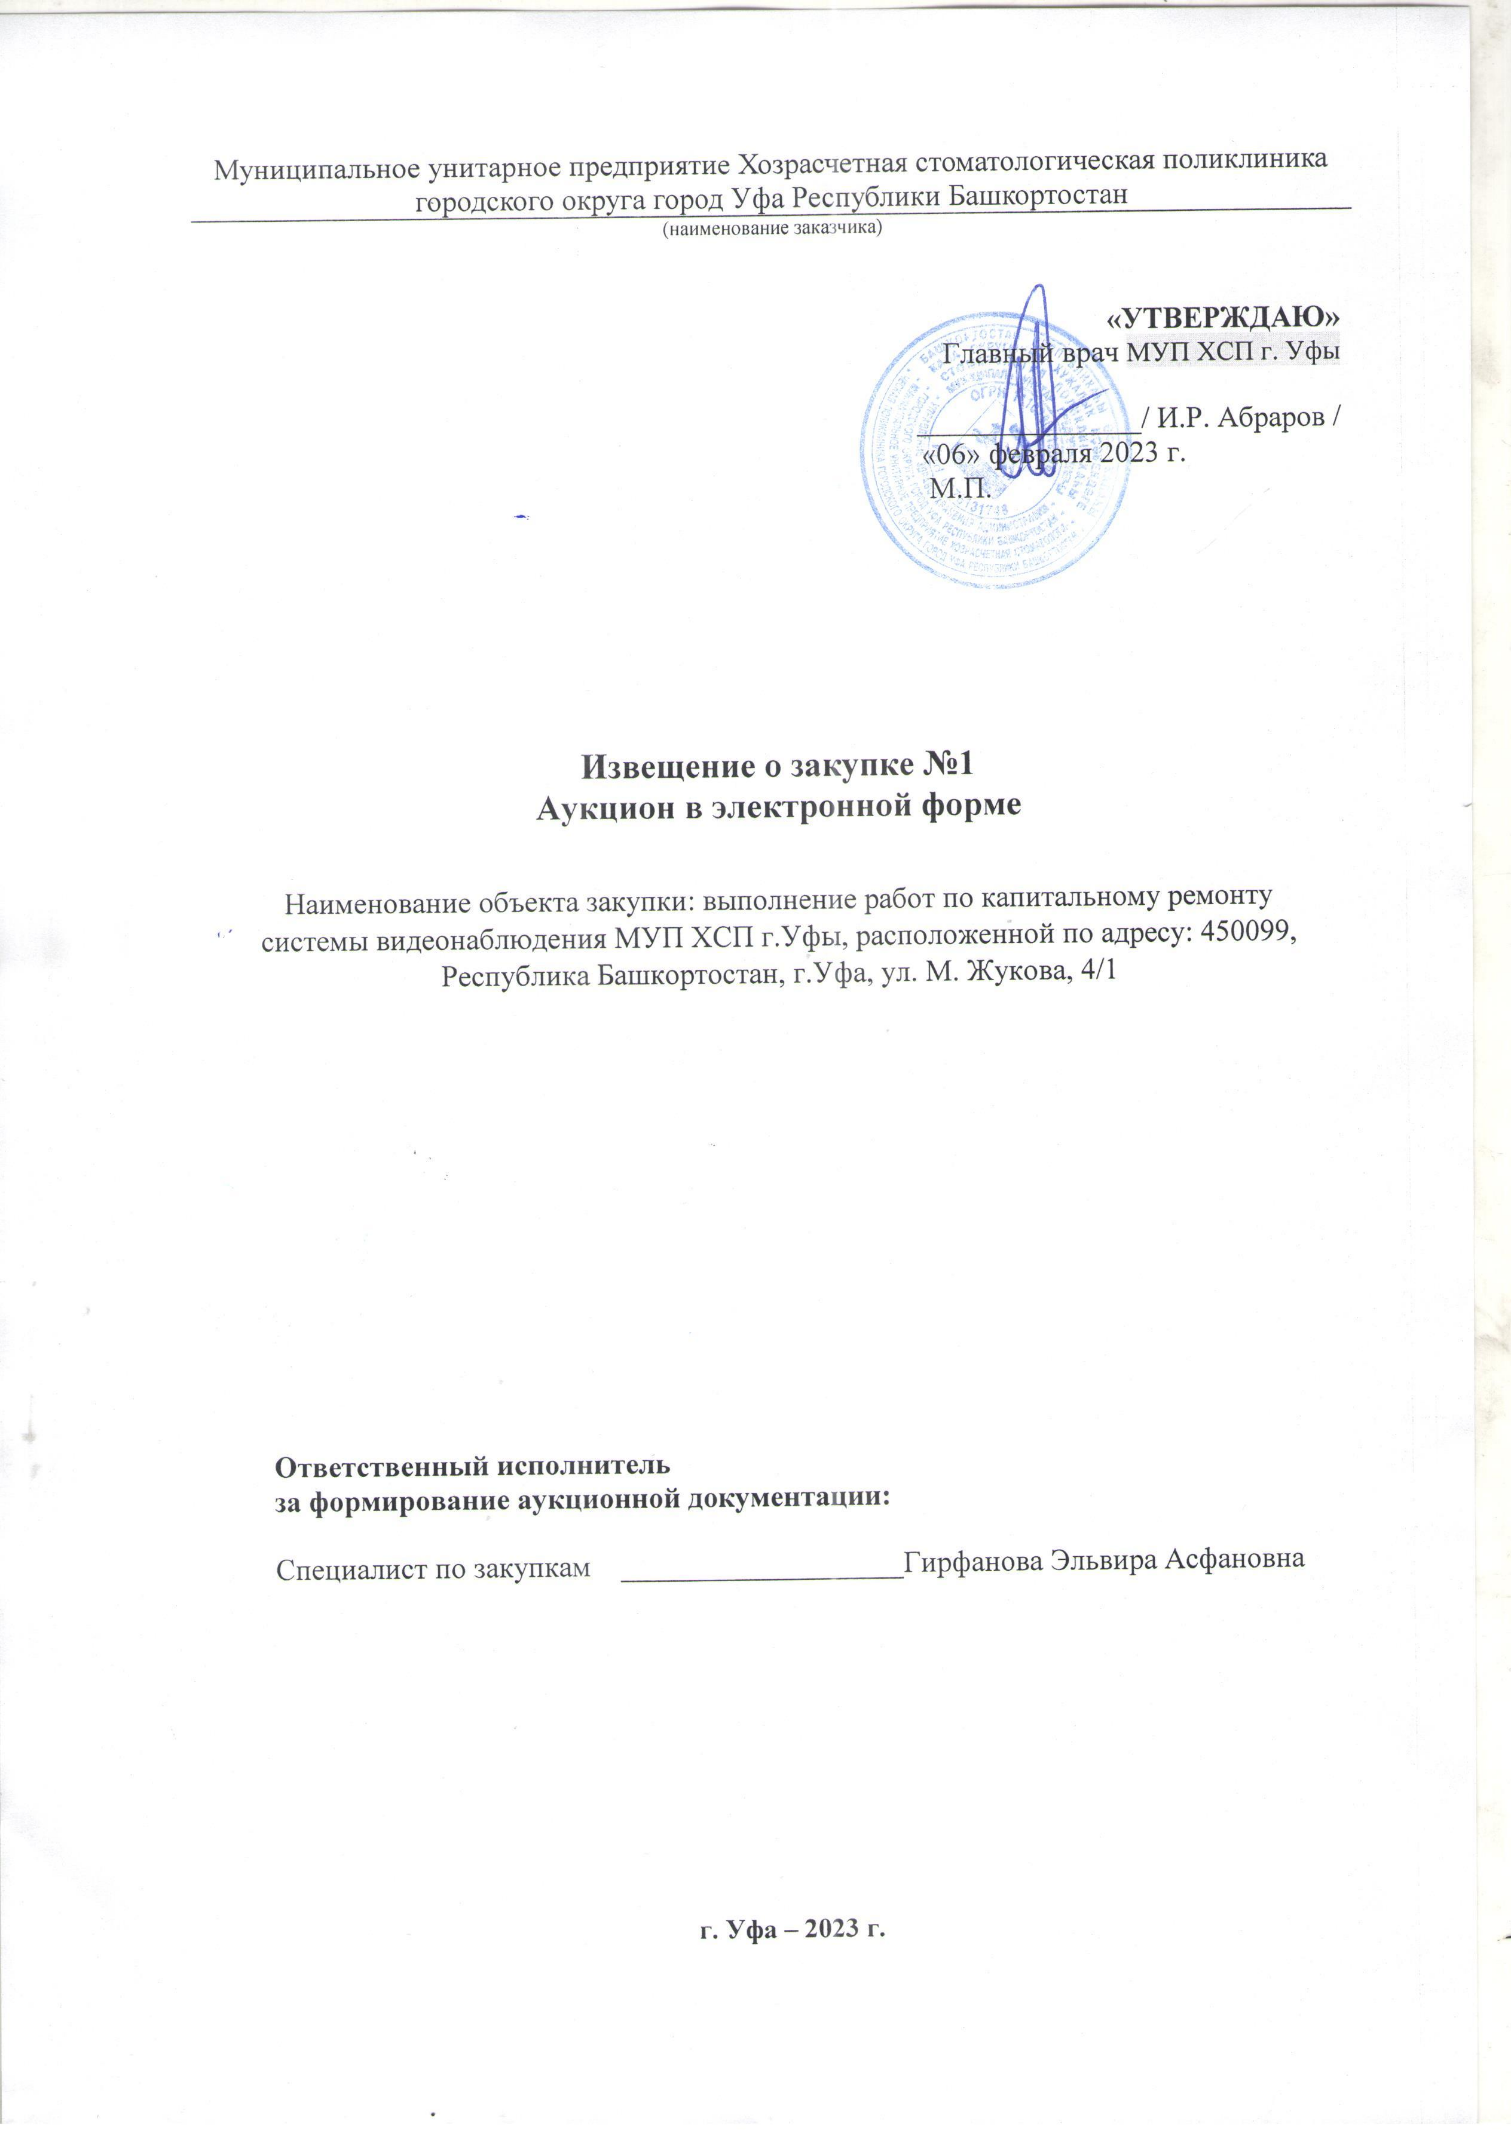 Муниципальное унитарное предприятие Хозрасчетная стоматологическая поликлиника
городского округа город Уфа Республики Башкортостан
(наименование заказчика)
«УТВЕРЖДАЮ»
Главный врач МУП ХСП г. Уфы
/ И.Р. Абраров /
«06» февраля 2023 г.
М.П.
Извещение о закупке №1
Аукцион в электронной форме
Наименование объекта закупки: выполнение работ по капитальному ремонту
системы видеонаблюдения МУП ХСП г.Уфы, расположенной по адресу: 450099,
Республика Башкортостан, г.Уфа, ул. М. Жукова, 4/1
Ответственный исполнитель
за формирование аукционной документации:
Специалист по закупкам ____________________Гирфанова Эльвира Асфановна
г. Уфа – 2023 г.